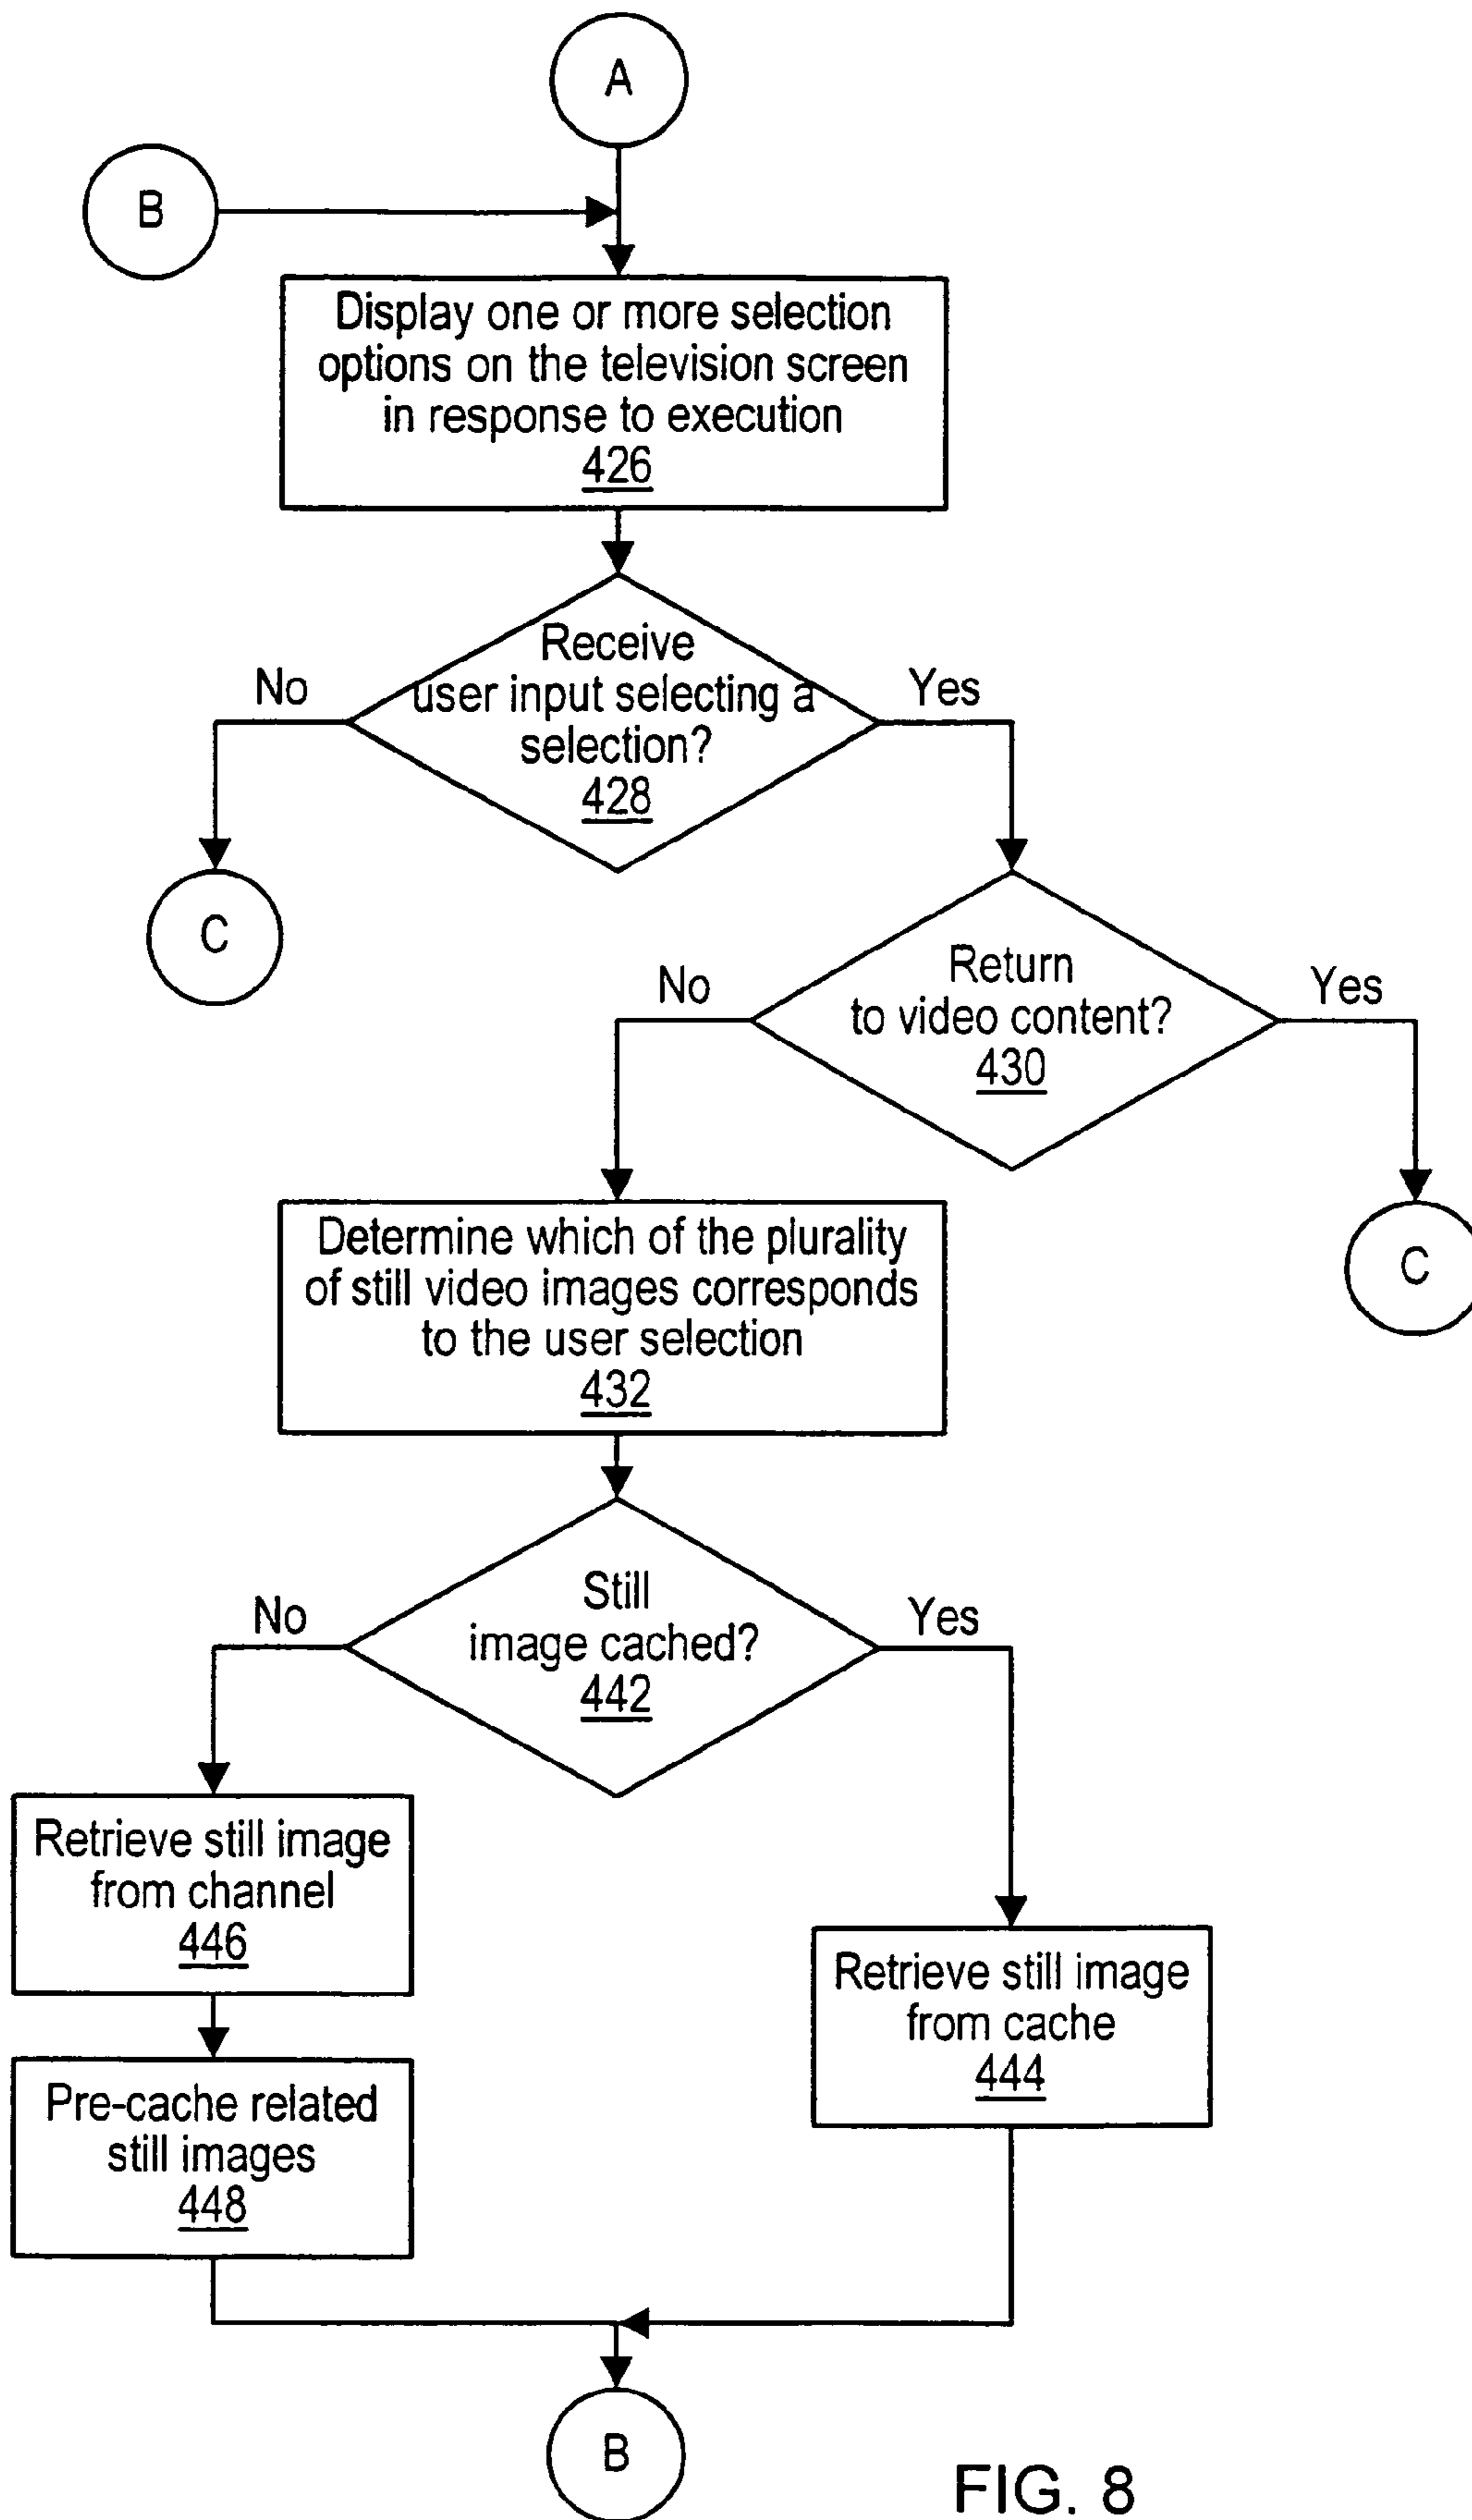 A
B
Display one or more selection
options on the television screen
in response to execution
426
Receive
user input selecting a
selection?
428
No
Yes
C
Return
to video content?
430
No
Yes
C
Determine which of the plurality
of still video images corresponds
to the user selection
432
Still
image cached?
442
No
Yes
Retrieve still image
from channel
446
Retrieve still image
from cache
444
Pre-cache related
still images
448
B
FIG. 8